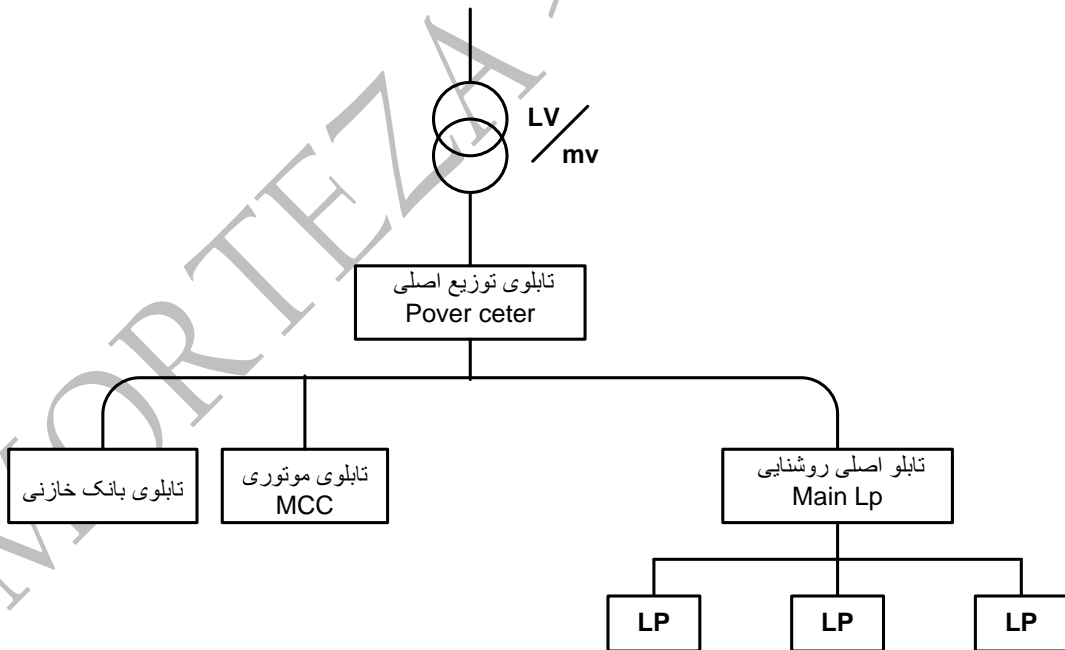 LV
mv
تابلوی توزیع اصلی
Pover ceter
تابلوی بانک خازنی
تابلوی موتوری
MCC
تابلو اصلی روشنایی
Main Lp
LP
LP
LP
MORTEZA